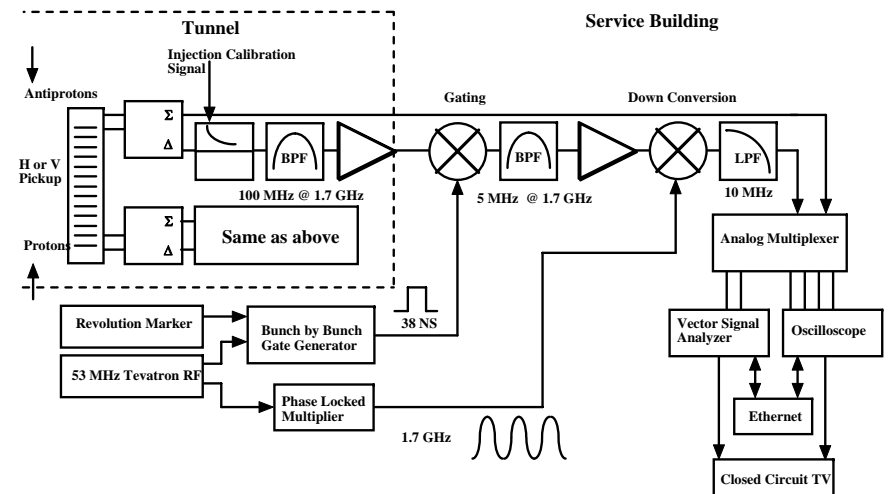 Tunnel
Service Building
Injection Calibration
Signal
Antiprotons
Gating
Down Conversion
Σ
Δ
BPF
BPF
LPF
H or V
Pickup
100 MHz @ 1.7 GHz
5 MHz @ 1.7 GHz
10 MHz
Σ
Δ
Same as above
Protons
Analog Multiplexer
Revolution Marker
Bunch by Bunch
Gate Generator
38 NS
53 MHz Tevatron RF
Vector Signal
Analyzer
Oscilloscope
Phase Locked
Multiplier
Ethernet
1.7 GHz
Closed Circuit TV